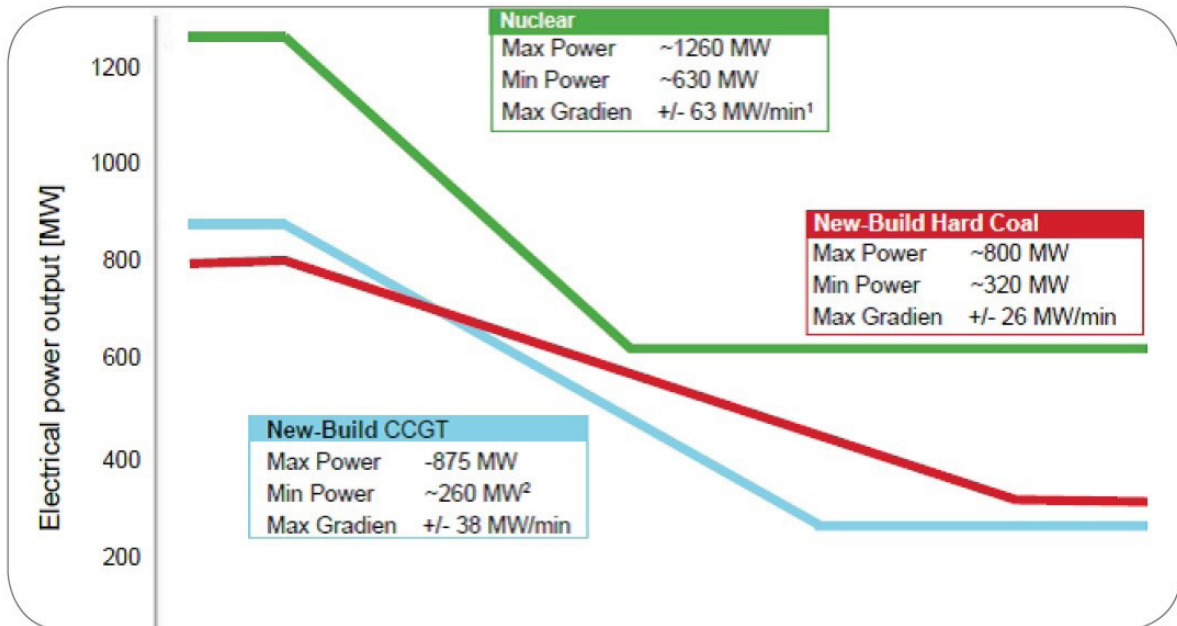 Electrical power output [MW]
1200
1000
800
600
400
200
Nuclear
Max Power ~1260 MW
Min Power ~630 MW
Max Gradien +/- 63 MW/min¹
New-Build Hard Coal
Max Power ~800 MW
Min Power ~320 MW
Max Gradien +/- 26 MW/min
New-Build CCGT
Max Power -875 MW
Min Power ~260 MW²
Max Gradien +/- 38 MW/min